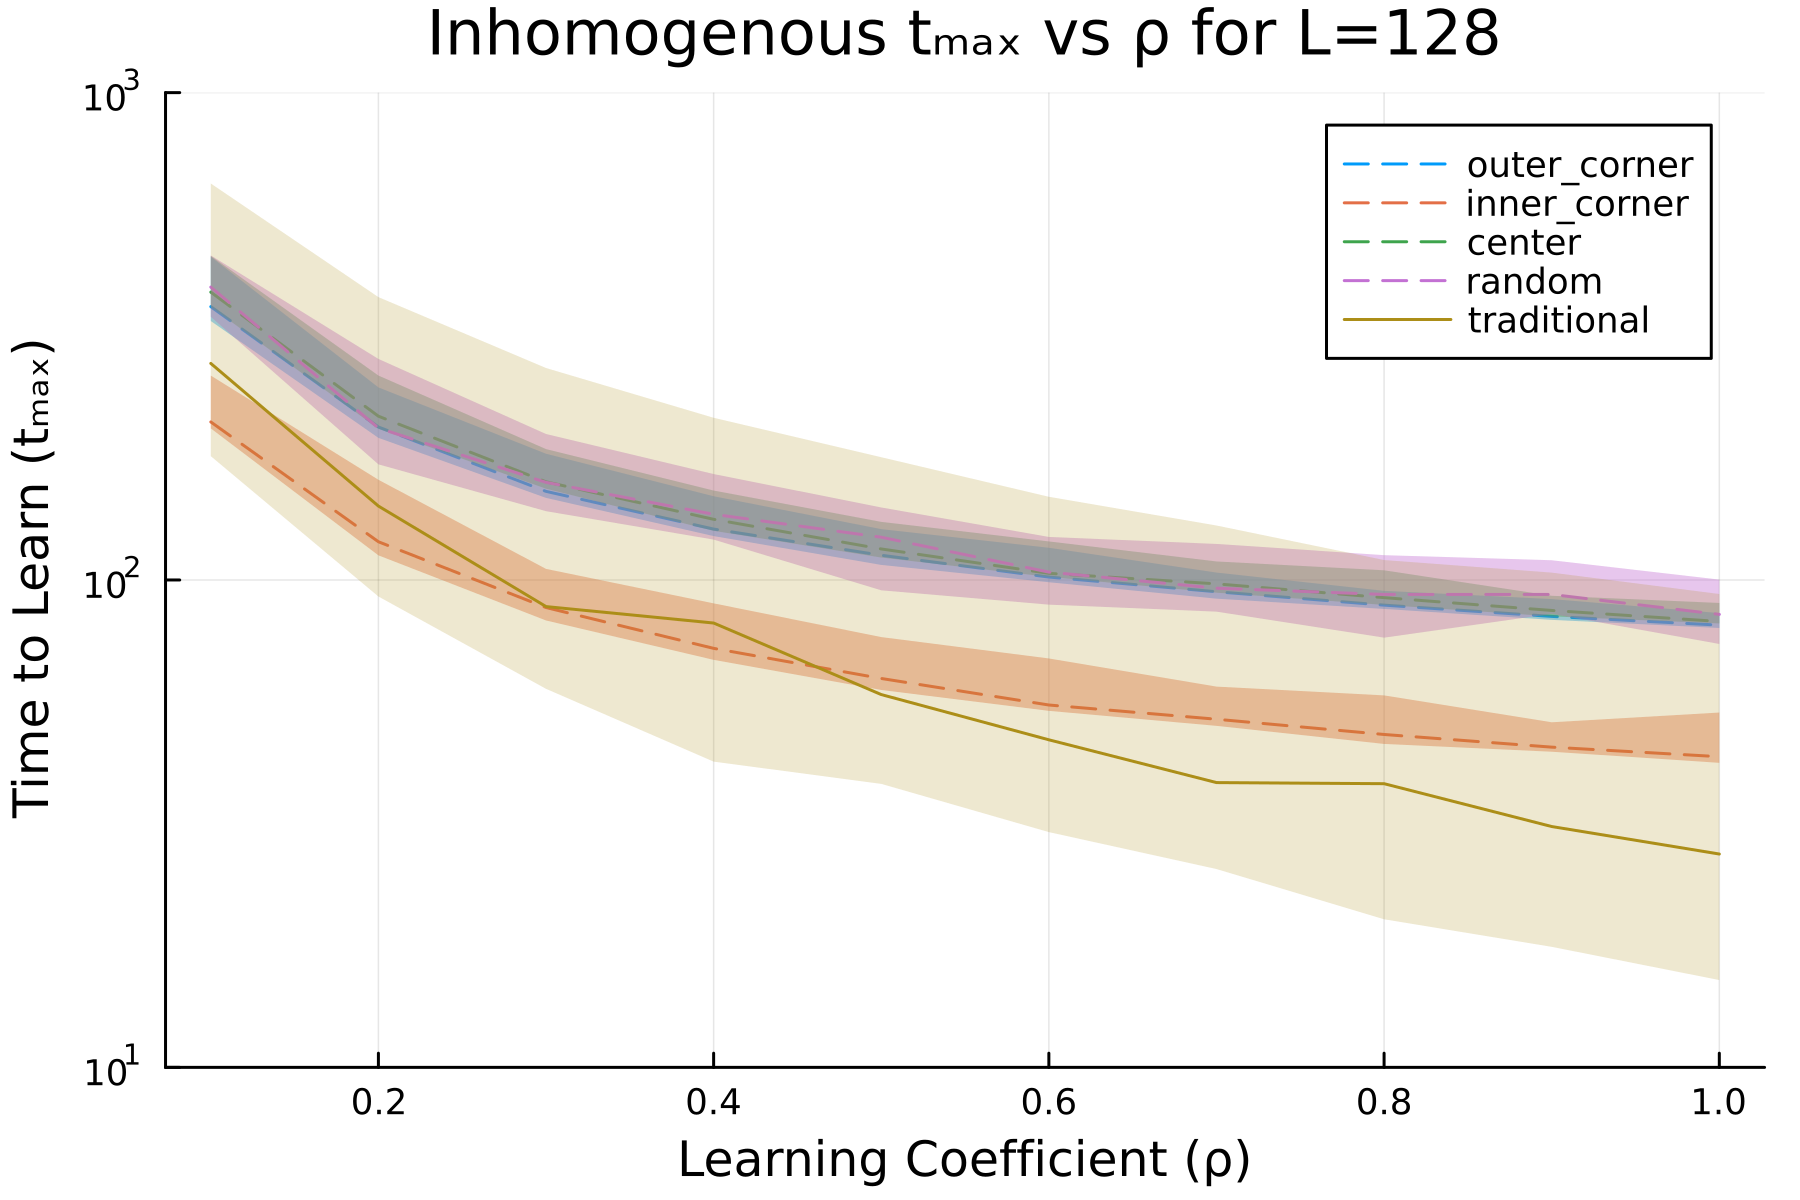 Inhomogenous tₘₐₓ vs ρ for L=128
10³
outer_corner
inner_corner
center
random
traditional
Time to Learn (tₘₐₓ)
10²
10¹
0.2 0.4 0.6 0.8 1.0
Learning Coefficient (ρ)